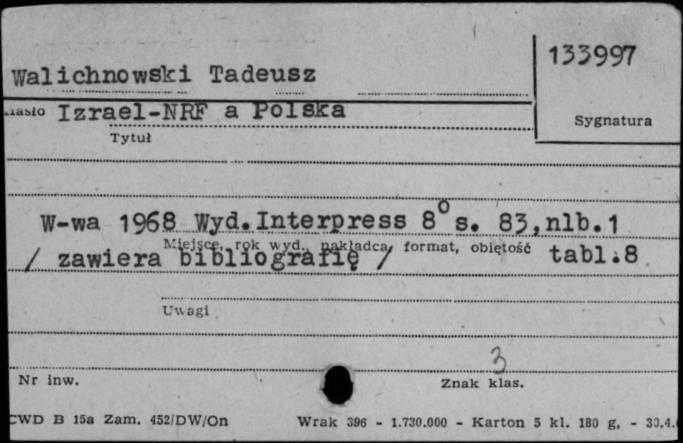 133997
Walichnowski Tadeusz
Izrael-NRF a Polska
Sygnatura
Tytuł
W-wa 1968 Wyd.Interpress 8° s. 83,nlb.1
Miejsce, rok wyd., nakładca, format, objętość
/ zawiera bibliografię / tabl.8
Uwagi
3
Nr inw.
Znak klas.
CWD B 15a Zam. 452/DW/On Wrak 396 - 1.730.000 - Karton 5 kl. 180 g, - 30.4.